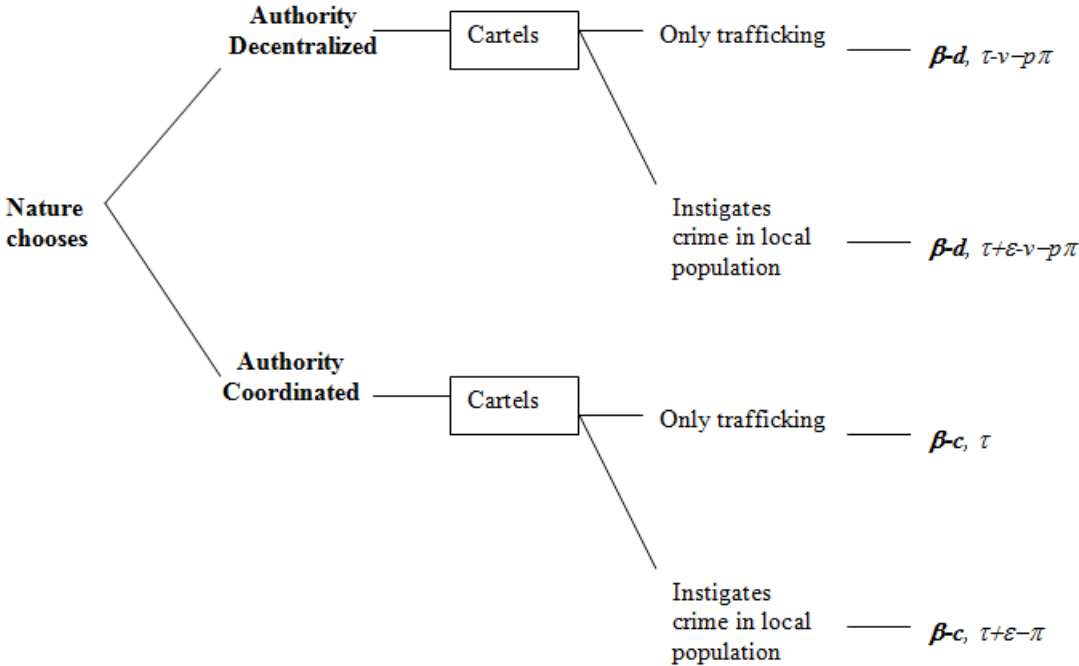 Authority
Decentralized
Cartels
Only trafficking
β-d, τ-v−pπ
Nature
chooses
Instigates
crime in local
population
β-d, τ+ε-v−pπ
Authority
Coordinated
Cartels
Only trafficking
β-c, τ
Instigates
crime in local
population
β-c, τ+ε−π